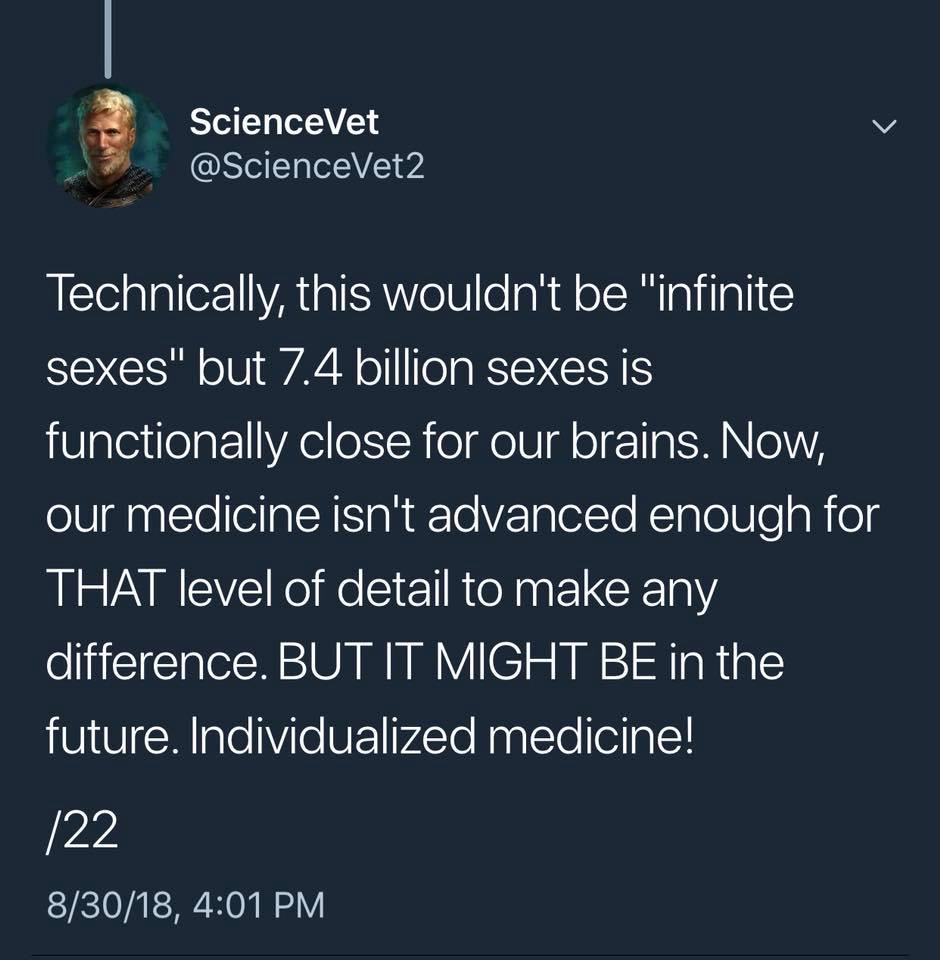 ScienceVet
@ScienceVet2
Technically, this wouldn't be "infinite
sexes" but 7.4 billion sexes is
functionally close for our brains. Now,
our medicine isn't advanced enough for
THAT level of detail to make any
difference. BUT IT MIGHT BE in the
future. Individualized medicine!
/22
8/30/18, 4:01 PM